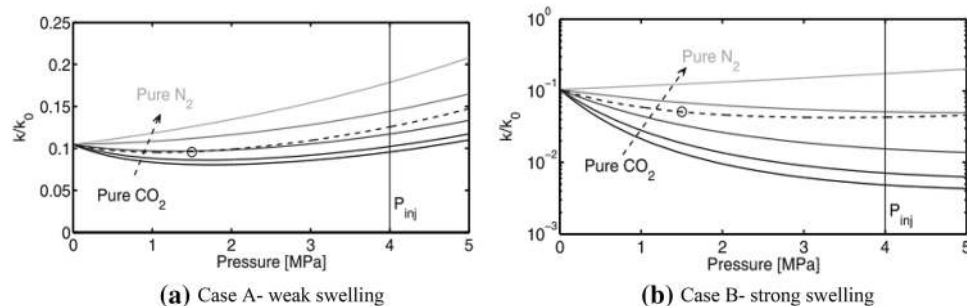 0.25
0.2
0.15
0.1
0.05
0
k/k0
Pure N2
Pure CO2
Pinj
0 1 2 3 4 5
Pressure [MPa]
(a) Case A- weak swelling
10^0
10^-1
10^-2
10^-3
k/k0
Pure N2
Pure CO2
Pinj
0 1 2 3 4 5
Pressure [MPa]
(b) Case B- strong swelling